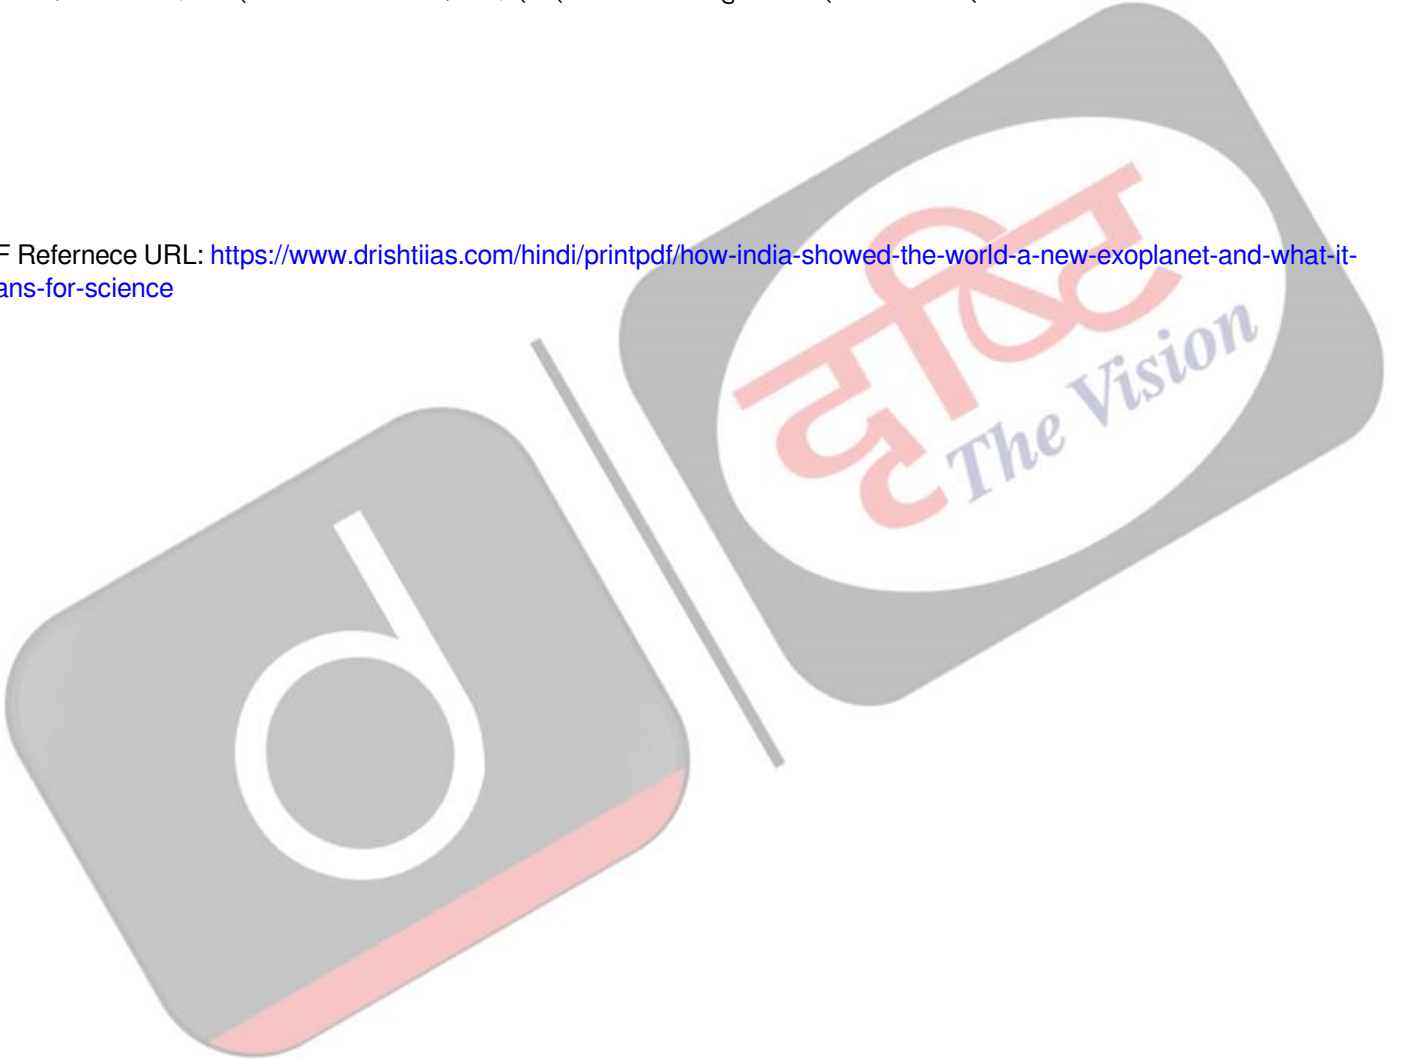 F Refernece URL: https://www.drishtiias.com/hindi/printpdf/how-india-showed-the-world-a-new-exoplanet-and-what-it-
ans-for-science
दृष्टि
The Vision
d